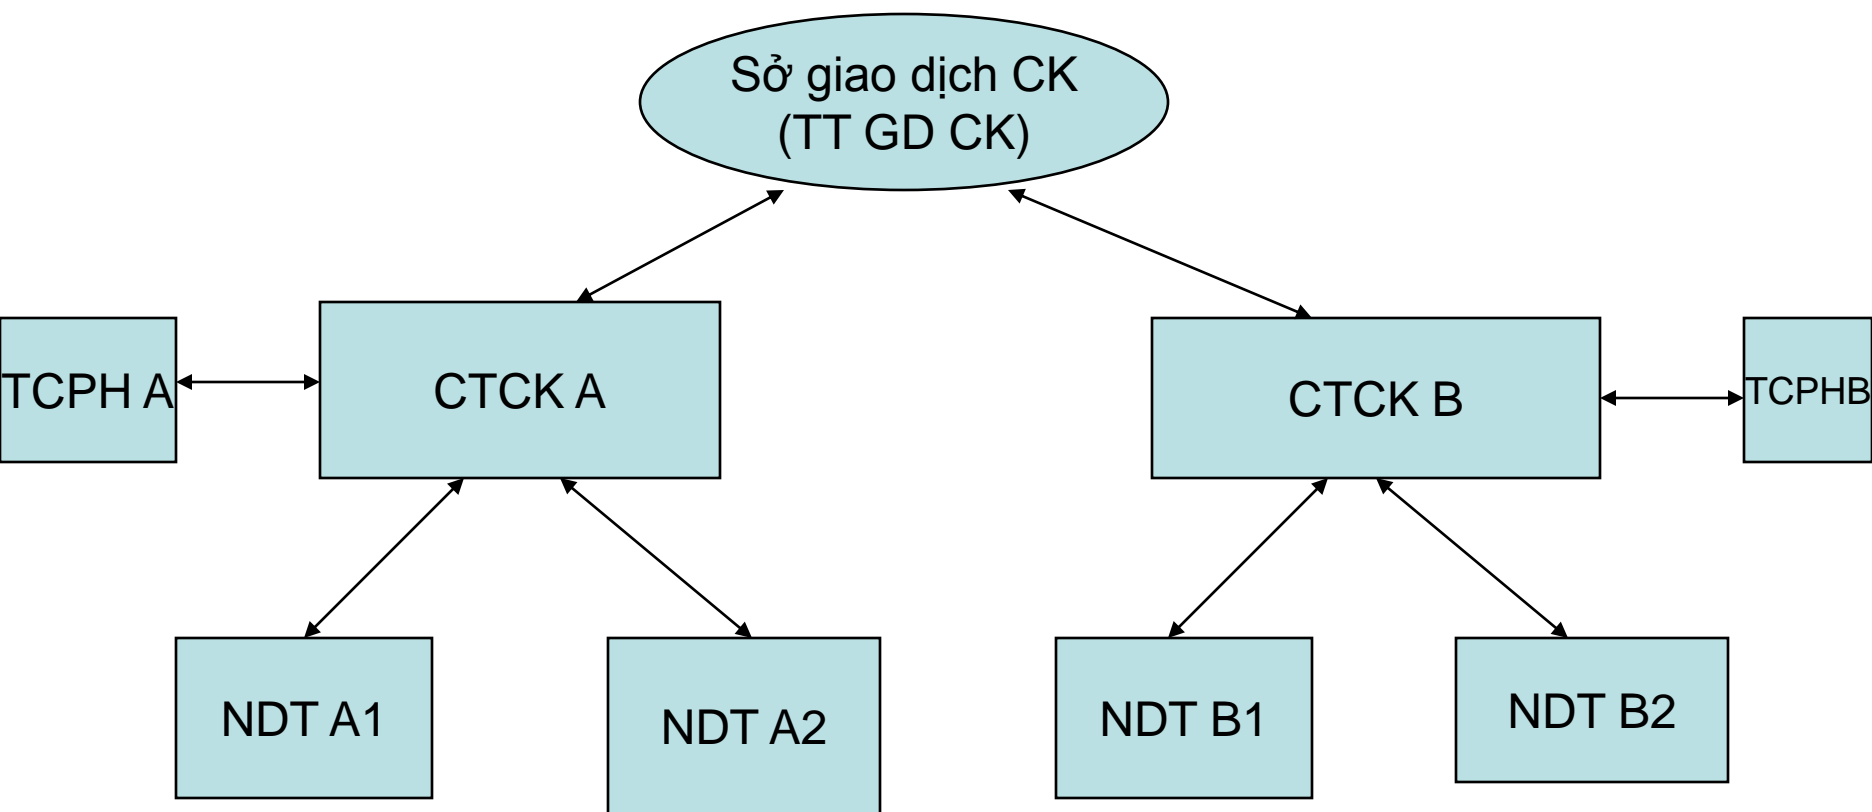 Sở giao dịch CK
(TT GD CK)
TCPH A
CTCK A
CTCK B
TCPHB
NDT A1
NDT A2
NDT B1
NDT B2